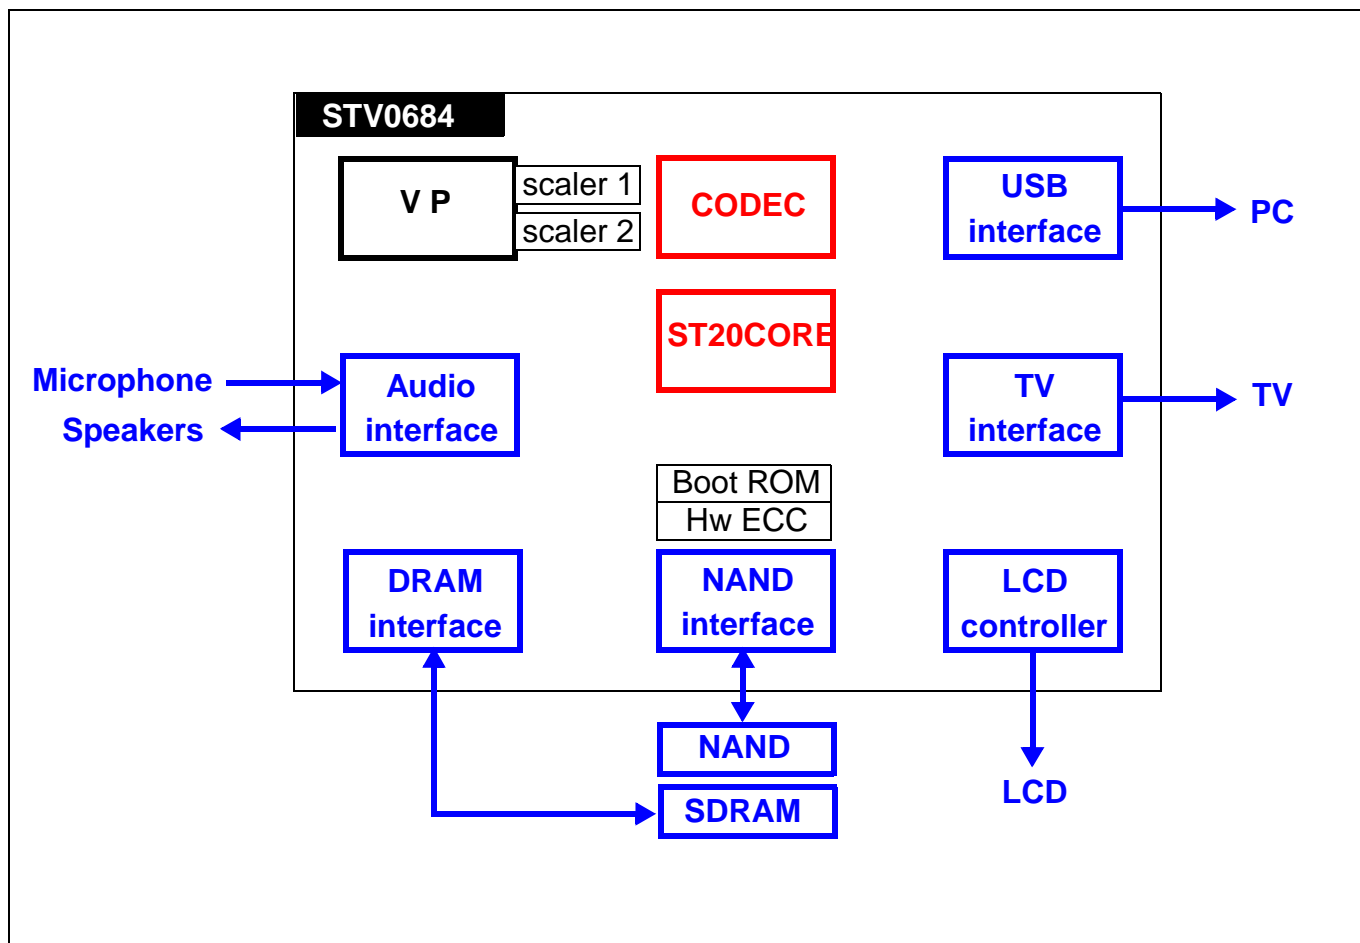 STV0684
V P
scaler 1
scaler 2
CODEC
USB
interface
PC
ST20CORE
Microphone
Speakers
Audio
interface
TV
interface
TV
Boot ROM
Hw ECC
DRAM
interface
NAND
interface
LCD
controller
NAND
SDRAM
LCD